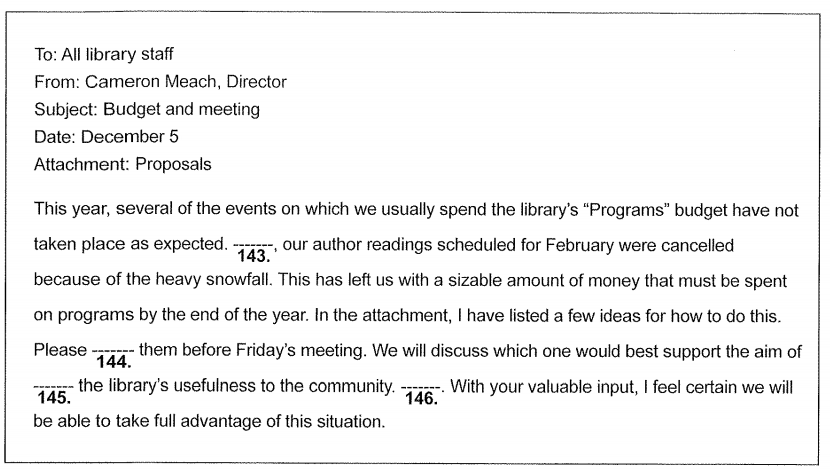 To: All library staff
From: Cameron Meach, Director
Subject: Budget and meeting
Date: December 5
Attachment: Proposals
This year, several of the events on which we usually spend the library's “Programs” budget have not
taken place as expected. -------, our author readings scheduled for February were cancelled
143.
because of the heavy snowfall. This has left us with a sizable amount of money that must be spent
on programs by the end of the year. In the attachment, I have listed a few ideas for how to do this.
Please ------- them before Friday's meeting. We will discuss which one would best support the aim of
144.
------- the library's usefulness to the community. -------. With your valuable input, I feel certain we will
145. 146.
be able to take full advantage of this situation.